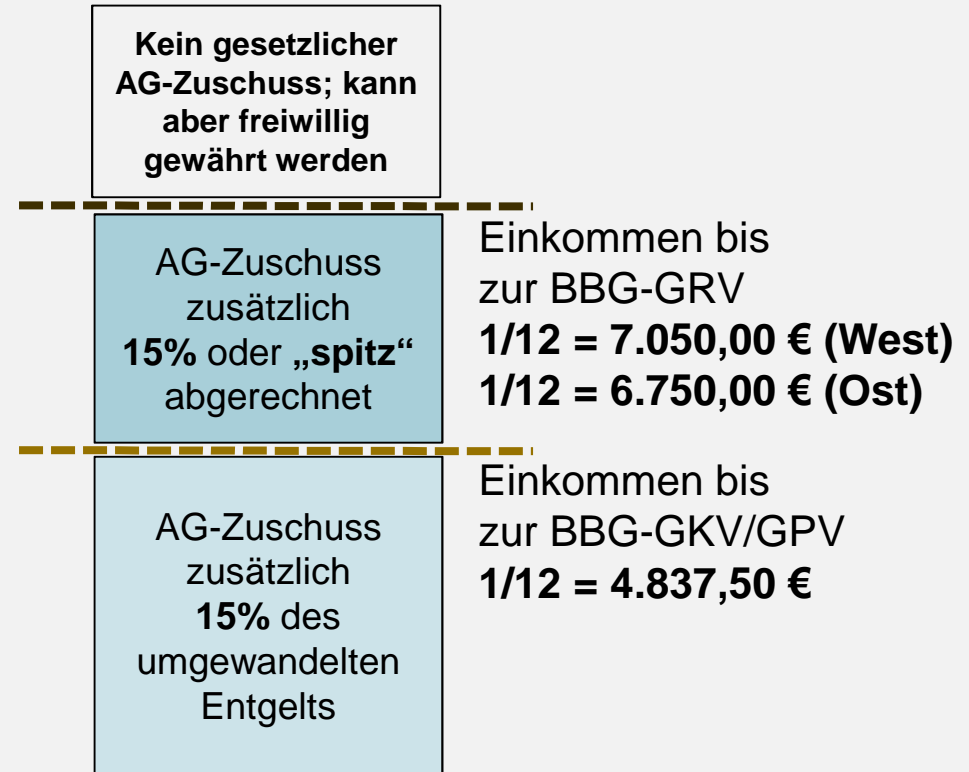 Kein gesetzlicher
AG-Zuschuss; kann
aber freiwillig
gewährt werden
AG-Zuschuss
zusätzlich
15% oder „spitz“
abgerechnet
Einkommen bis
zur BBG-GRV
1/12 = 7.050,00 € (West)
1/12 = 6.750,00 € (Ost)
AG-Zuschuss
zusätzlich
15% des
umgewandelten
Entgelts
Einkommen bis
zur BBG-GKV/GPV
1/12 = 4.837,50 €